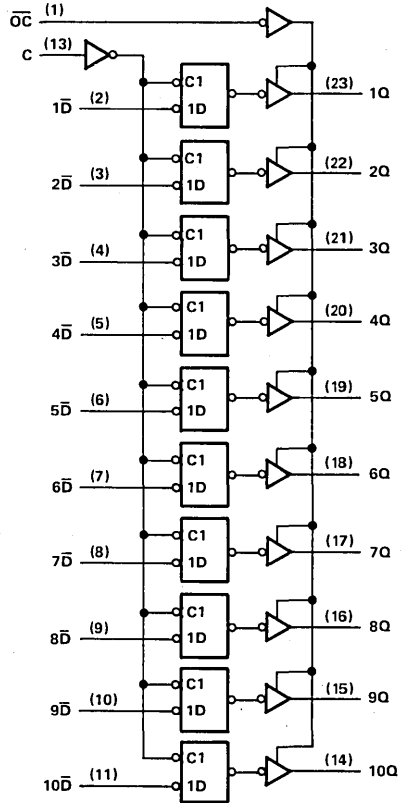 O̅C̅ (1)
C (13)
C1 (23)
1D̅ (2) 1D 1Q
C1 (22)
2D̅ (3) 1D 2Q
C1 (21)
3D̅ (4) 1D 3Q
C1 (20)
4D̅ (5) 1D 4Q
C1 (19)
5D̅ (6) 1D 5Q
C1 (18)
6D̅ (7) 1D 6Q
C1 (17)
7D̅ (8) 1D 7Q
C1 (16)
8D̅ (9) 1D 8Q
C1 (15)
9D̅ (10) 1D 9Q
C1 (14)
10D̅ (11) 1D 10Q